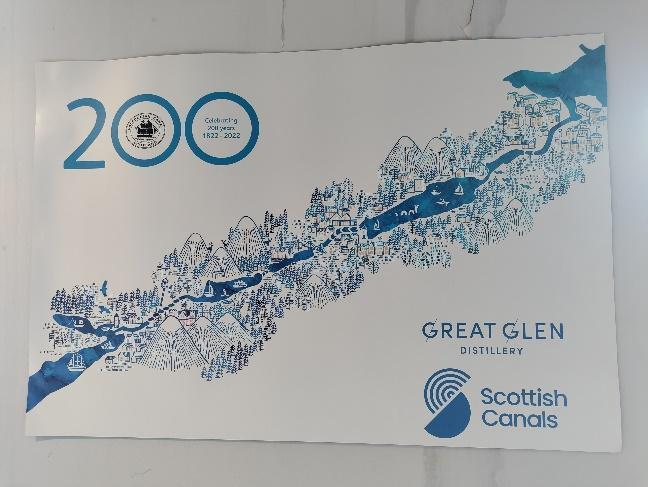 200
Celebrating
200 years
1822 - 2022
GREAT GLEN
DISTILLERY
Scottish
Canals